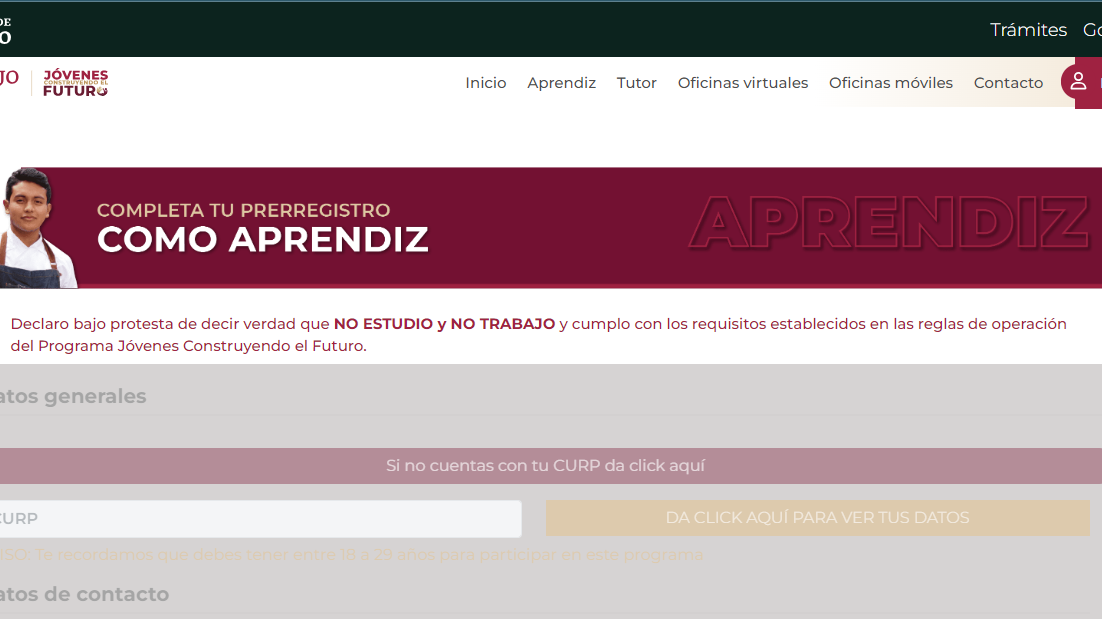 DE
O
Trámites
JO
JÓVENES
CONSTRUYENDO EL
FUTURO
Inicio Aprendiz Tutor Oficinas virtuales Oficinas móviles Contacto
COMPLETA TU PRERREGISTRO
COMO APRENDIZ
APRENDIZ
Declaro bajo protesta de decir verdad que NO ESTUDIO y NO TRABAJO y cumplo con los requisitos establecidos en las reglas de operación
del Programa Jóvenes Construyendo el Futuro.
atos generales
Si no cuentas con tu CURP da click aquí
CURP
DA CLICK AQUÍ PARA VER TUS DATOS
ISO: Te recordamos que debes tener entre 18 a 29 años para participar en este programa
atos de contacto